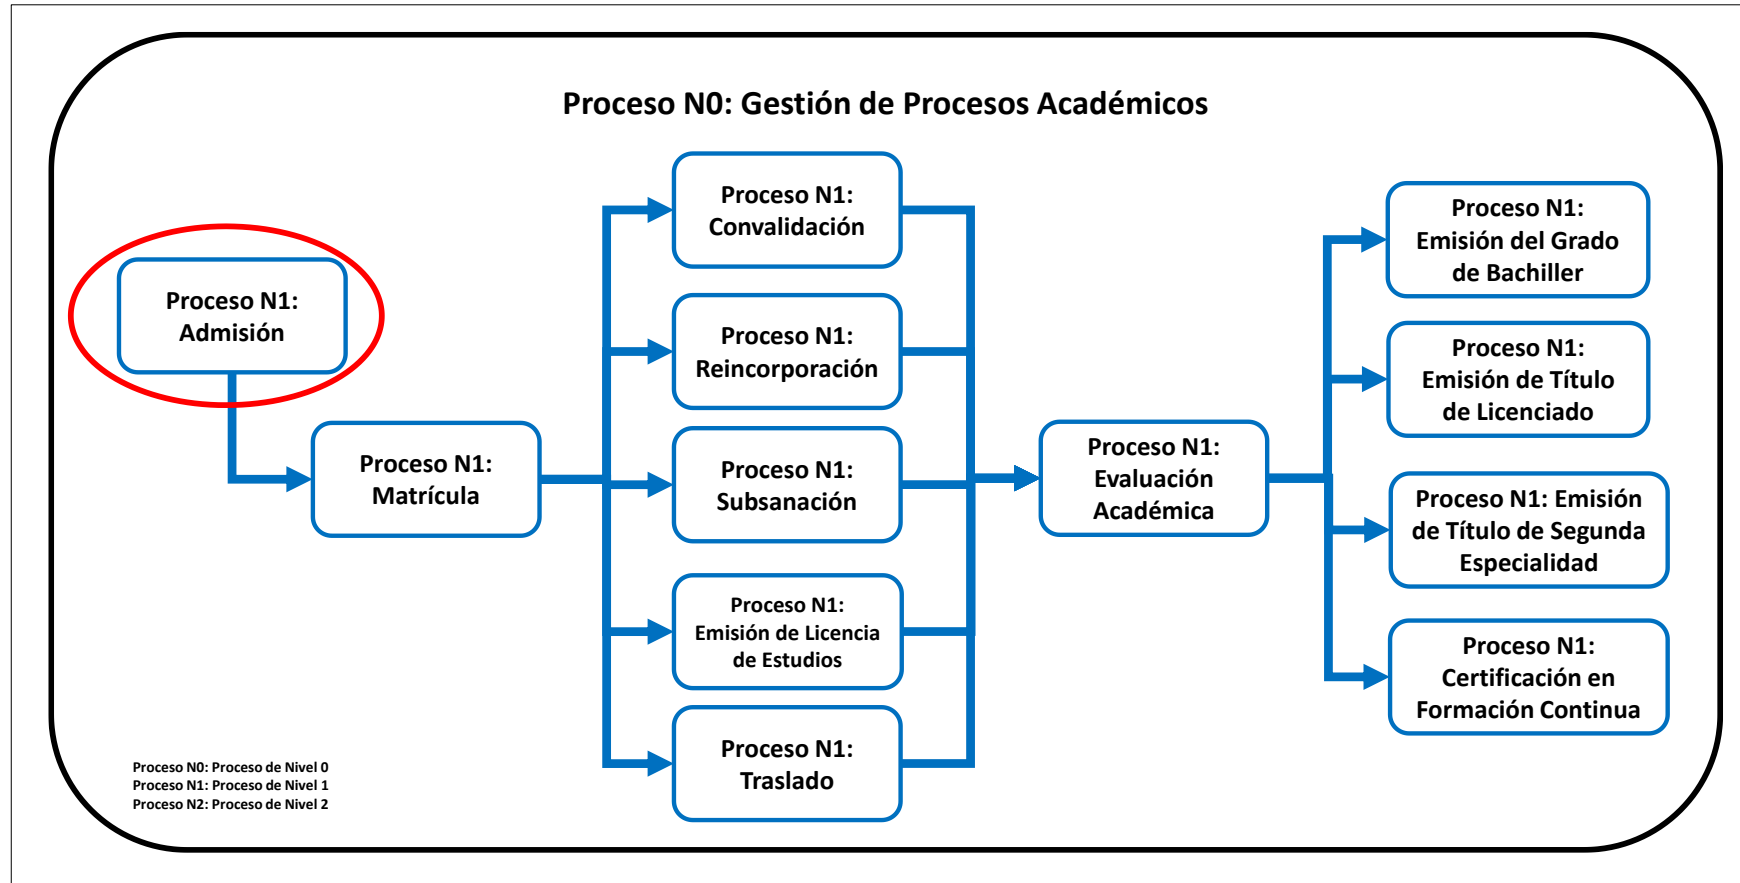 Proceso N0: Gestión de Procesos Académicos
Proceso N1:
Admisión
Proceso N1:
Matrícula
Proceso N1:
Convalidación
Proceso N1:
Reincorporación
Proceso N1:
Subsanación
Proceso N1:
Emisión de Licencia
de Estudios
Proceso N1:
Traslado
Proceso N1:
Evaluación
Académica
Proceso N1:
Emisión del Grado
de Bachiller
Proceso N1:
Emisión de Título
de Licenciado
Proceso N1: Emisión
de Título de Segunda
Especialidad
Proceso N1:
Certificación en
Formación Continua
Proceso N0: Proceso de Nivel 0
Proceso N1: Proceso de Nivel 1
Proceso N2: Proceso de Nivel 2